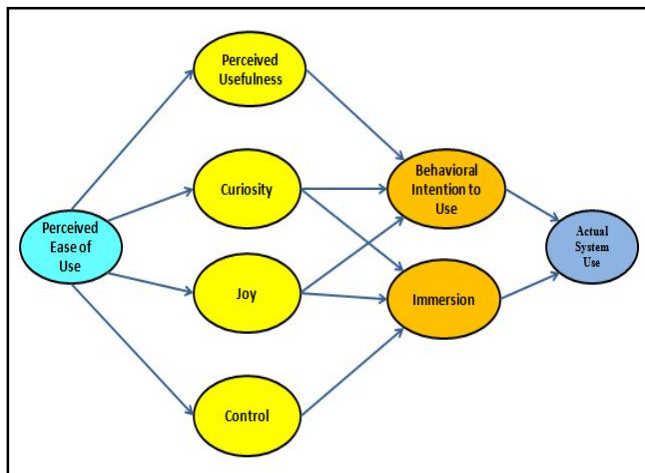 Perceived
Usefulness
Curiosity
Behavioral
Intention to
Use
Perceived
Ease of
Use
Actual
System
Use
Joy
Immersion
Control